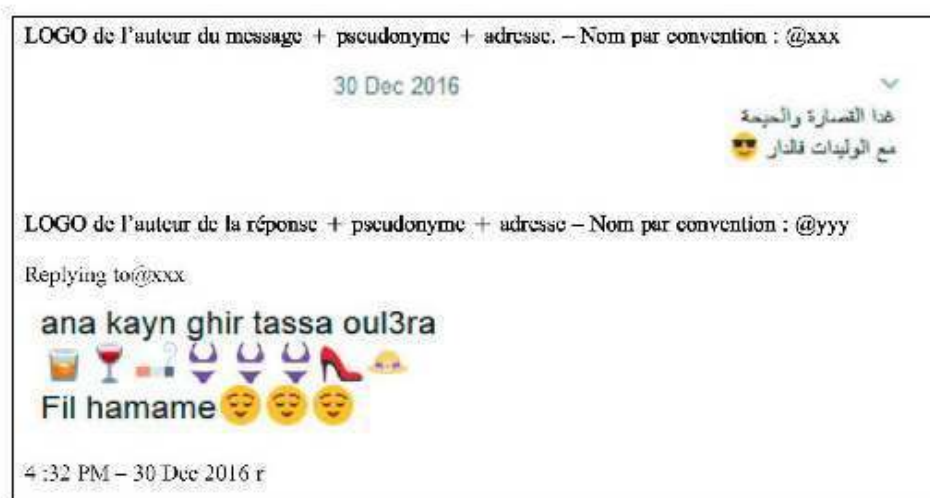 LOGO de l'auteur du message + pseudonyme + adresse. – Nom par convention : @xxx
30 Dec 2016
غدا القصارة والحيحة
مع الوليدات فالدار 😎
LOGO de l'auteur de la réponse + pseudonyme + adresse – Nom par convention : @yyy
Replying to@xxx
ana kayn ghir tassa oul3ra
🥃🍷🚬👙👙👙👠👒
Fil hamame😌😌😌
4 :32 PM – 30 Dec 2016 r